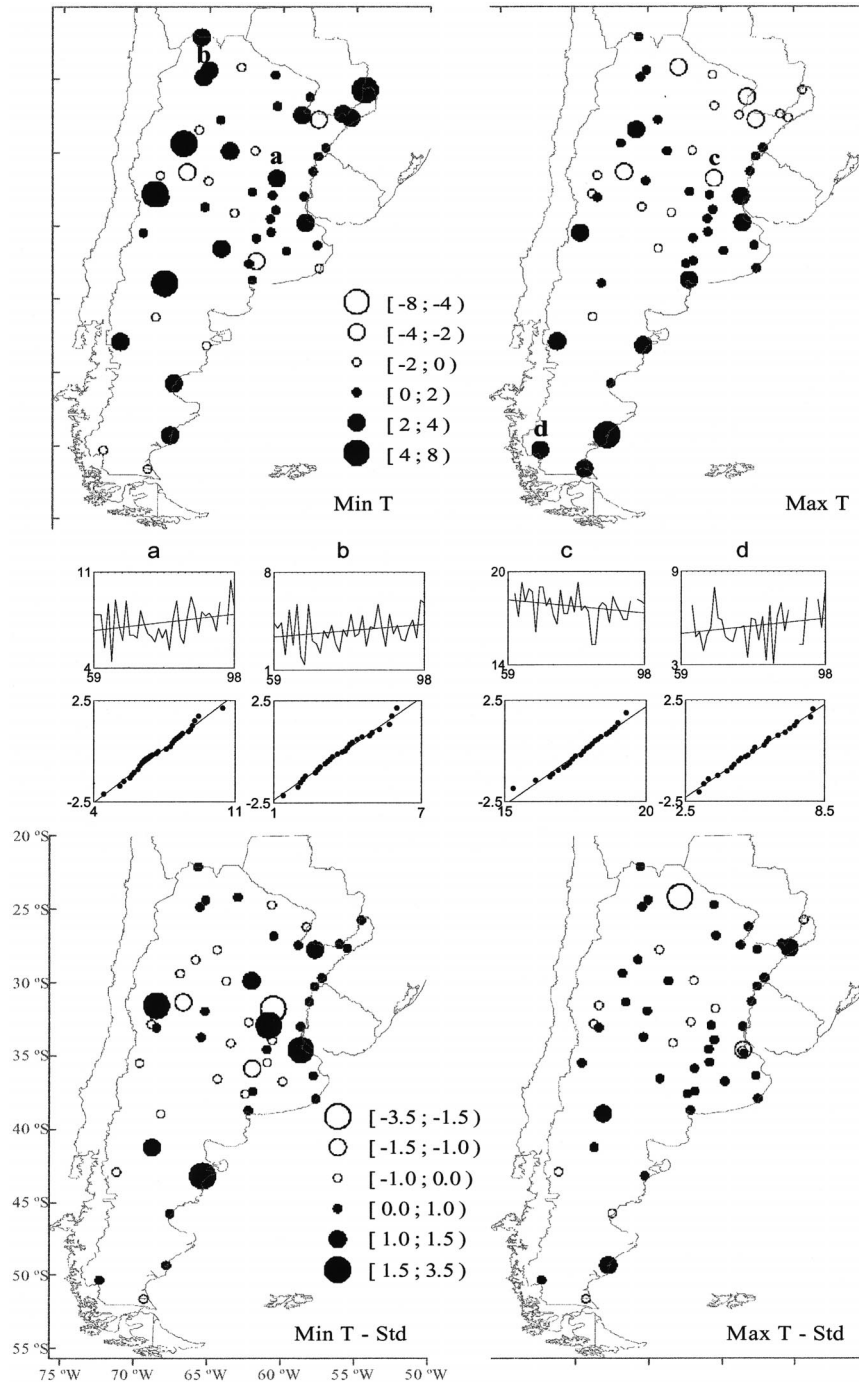 b
a
c
d
[-8 ; -4)
[-4 ; -2)
[-2 ; 0)
[0 ; 2)
[2 ; 4)
[4 ; 8)
Min T
Max T
a
b
c
d
11
4
59
98
8
1
59
98
20
14
59
98
9
3
59
98
2.5
-2.5
4
11
2.5
-2.5
1
7
2.5
-2.5
15
20
2.5
-2.5
2.5
8.5
20 °S
25 °S
30 °S
35 °S
40 °S
45 °S
50 °S
55 °S
[-3.5 ; -1.5)
[-1.5 ; -1.0)
[-1.0 ; 0.0)
[0.0 ; 1.0)
[1.0 ; 1.5)
[1.5 ; 3.5)
Min T - Std
Max T - Std
75 °W
70 °W
65 °W
60 °W
55 °W
50 °W